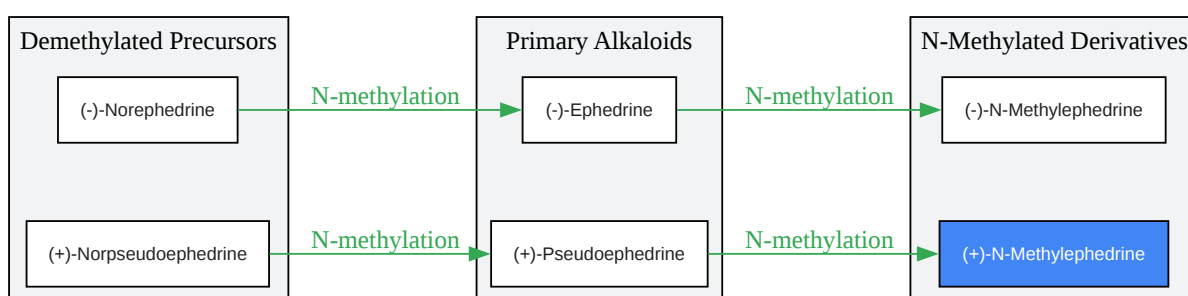 Demethylated Precursors
Primary Alkaloids
N-Methylated Derivatives
(-)-Norephedrine
N-methylation
(-)-Ephedrine
N-methylation
(-)-N-Methylephedrine
(+)-Norpseudoephedrine
N-methylation
(+)-Pseudoephedrine
N-methylation
(+)-N-Methylephedrine